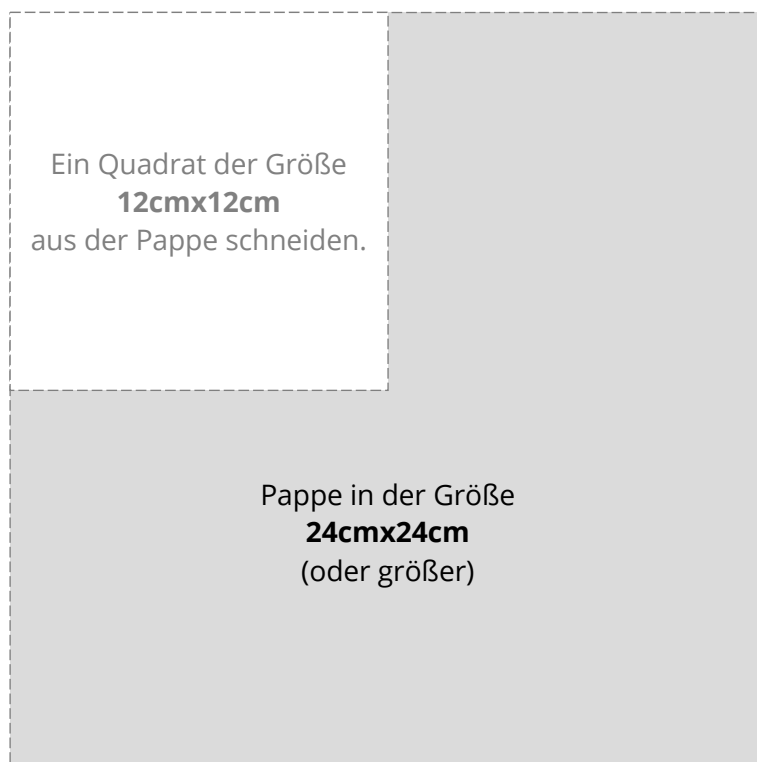 Ein Quadrat der Größe
12cmx12cm
aus der Pappe schneiden.
Pappe in der Größe
24cmx24cm
(oder größer)